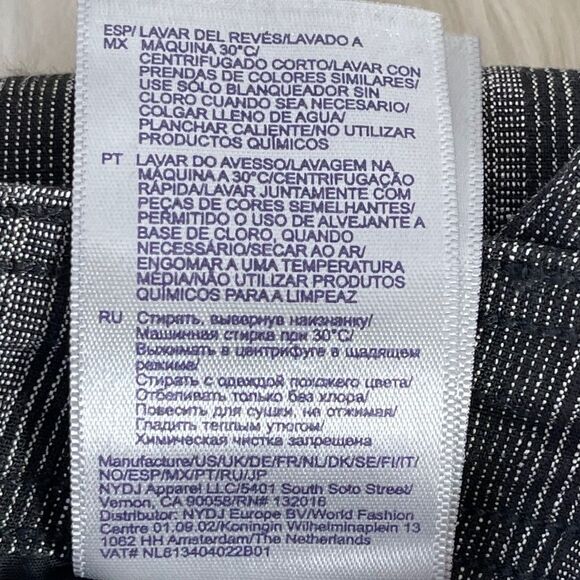 ESP/ LAVAR DEL REVÉS/LAVADO A
MX MÁQUINA 30°C/
CENTRIFUGADO CORTO/LAVAR CON
PRENDAS DE COLORES SIMILARES/
USE SÓLO BLANQUEADOR SIN
CLORO CUANDO SEA NECESARIO/
COLGAR LLENO DE AGUA/
PLANCHAR CALIENTE/NO UTILIZAR
PRODUCTOS QUÍMICOS
PT LAVAR DO AVESSO/LAVAGEM NA
MÁQUINA A 30°C/CENTRIFUGAÇÃO
RÁPIDA/LAVAR JUNTAMENTE COM
PEÇAS DE CORES SEMELHANTES/
PERMITIDO O USO DE ALVEJANTE A
BASE DE CLORO, QUANDO
NECESSÁRIO/SECAR AO AR/
ENGOMAR A UMA TEMPERATURA
MÉDIA/NÃO UTILIZAR PRODUTOS
QUÍMICOS PARA A LIMPEAZ
RU Стирать, вывернув наизнанку/
Машинная стирка при 30°C/
Выжимать в центрифуге в щадящем
режиме/
Стирать с одеждой похожего цвета/
Отбеливать только без хлора/
Повесить для сушки, не отжимая/
Гладить теплым утюгом/
Химическая чистка запрещена
Manufacture/US/UK/DE/FR/NL/DK/SE/FI/IT/
NO/ESP/MX/PT/RU/JP
NYDJ Apparel LLC/5401 South Soto Street/
Vernon, CA 90058/RN# 132016
Distributor: NYDJ Europe BV/World Fashion
Centre 01.09.02/Koningin Wilhelminaplein 13
1062 HH Amsterdam/The Netherlands
VAT# NL813404022B01